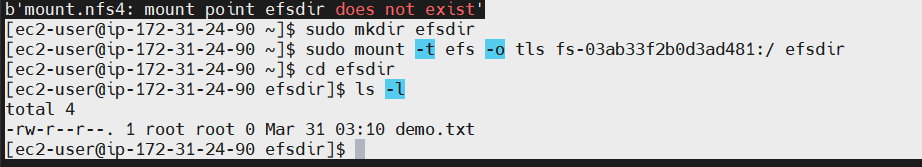 b'mount.nfs4: mount point efsdir does not exist'
[ec2-user@ip-172-31-24-90 ~]$ sudo mkdir efsdir
[ec2-user@ip-172-31-24-90 ~]$ sudo mount -t efs -o tls fs-03ab33f2b0d3ad481:/ efsdir
[ec2-user@ip-172-31-24-90 ~]$ cd efsdir
[ec2-user@ip-172-31-24-90 efsdir]$ ls -l
total 4
-rw-r--r--. 1 root root 0 Mar 31 03:10 demo.txt
[ec2-user@ip-172-31-24-90 efsdir]$